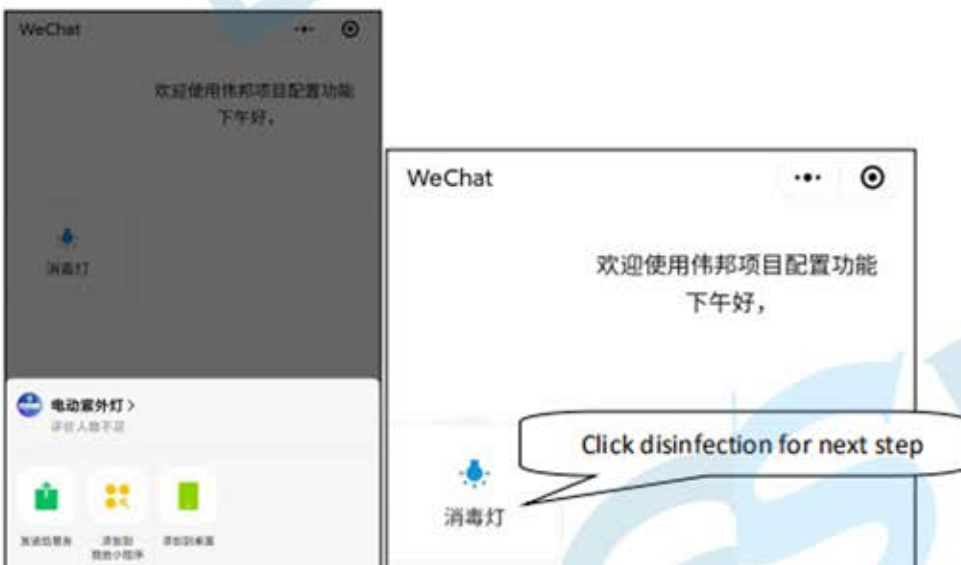 WeChat
欢迎使用伟邦项目配置功能
下午好，
消毒灯
电动紫外灯 >
评价人数不足
发送给朋友
添加到
我的小程序
添加到桌面
WeChat
欢迎使用伟邦项目配置功能
下午好，
Click disinfection for next step
消毒灯